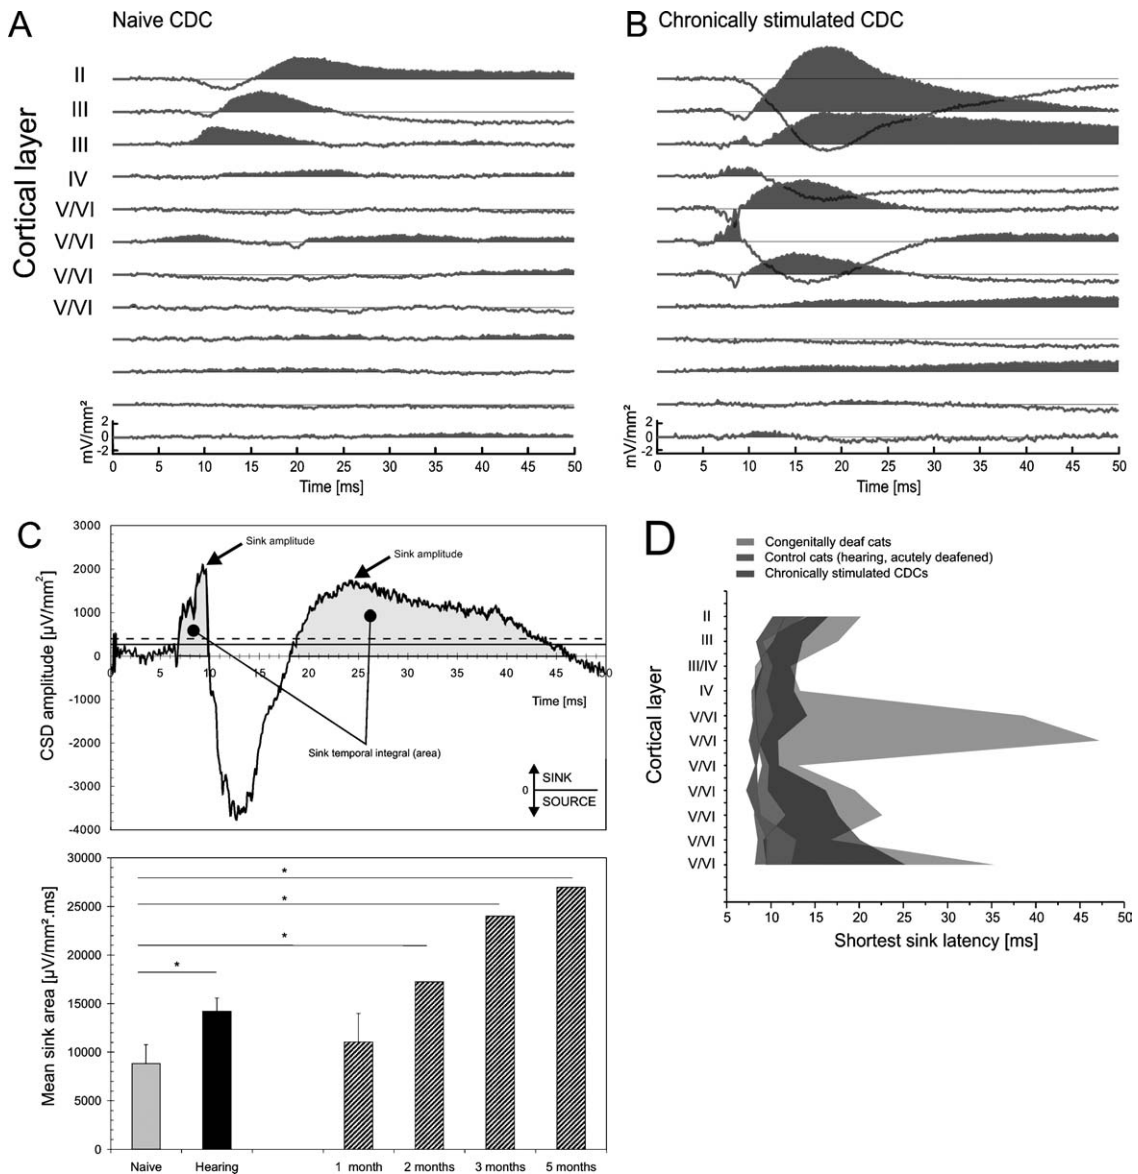 A
Naive CDC
B
Chronically stimulated CDC
Cortical layer
II
III
III
IV
V/VI
V/VI
V/VI
V/VI
mV/mm²
2
0
-2
0 5 10 15 20 25 30 35 40 45 50
Time [ms]
mV/mm²
2
0
-2
0 5 10 15 20 25 30 35 40 45 50
Time [ms]
C
CSD amplitude [µV/mm²]
3000
2000
1000
0
-1000
-2000
-3000
-4000
Sink amplitude
Sink amplitude
0 5 10 15 20 25 30 35 40 45 50
Time [ms]
Sink temporal integral (area)
SINK
0
SOURCE
Mean sink area [µV/mm².ms]
30000
25000
20000
15000
10000
5000
0
*
*
*
*
Naive Hearing 1 month 2 months 3 months 5 months
D
Congenitally deaf cats
Control cats (hearing, acutely deafened)
Chronically stimulated CDCs
Cortical layer
II
III
III/IV
IV
V/VI
V/VI
V/VI
V/VI
V/VI
V/VI
V/VI
5 10 15 20 25 30 35 40 45 50
Shortest sink latency [ms]